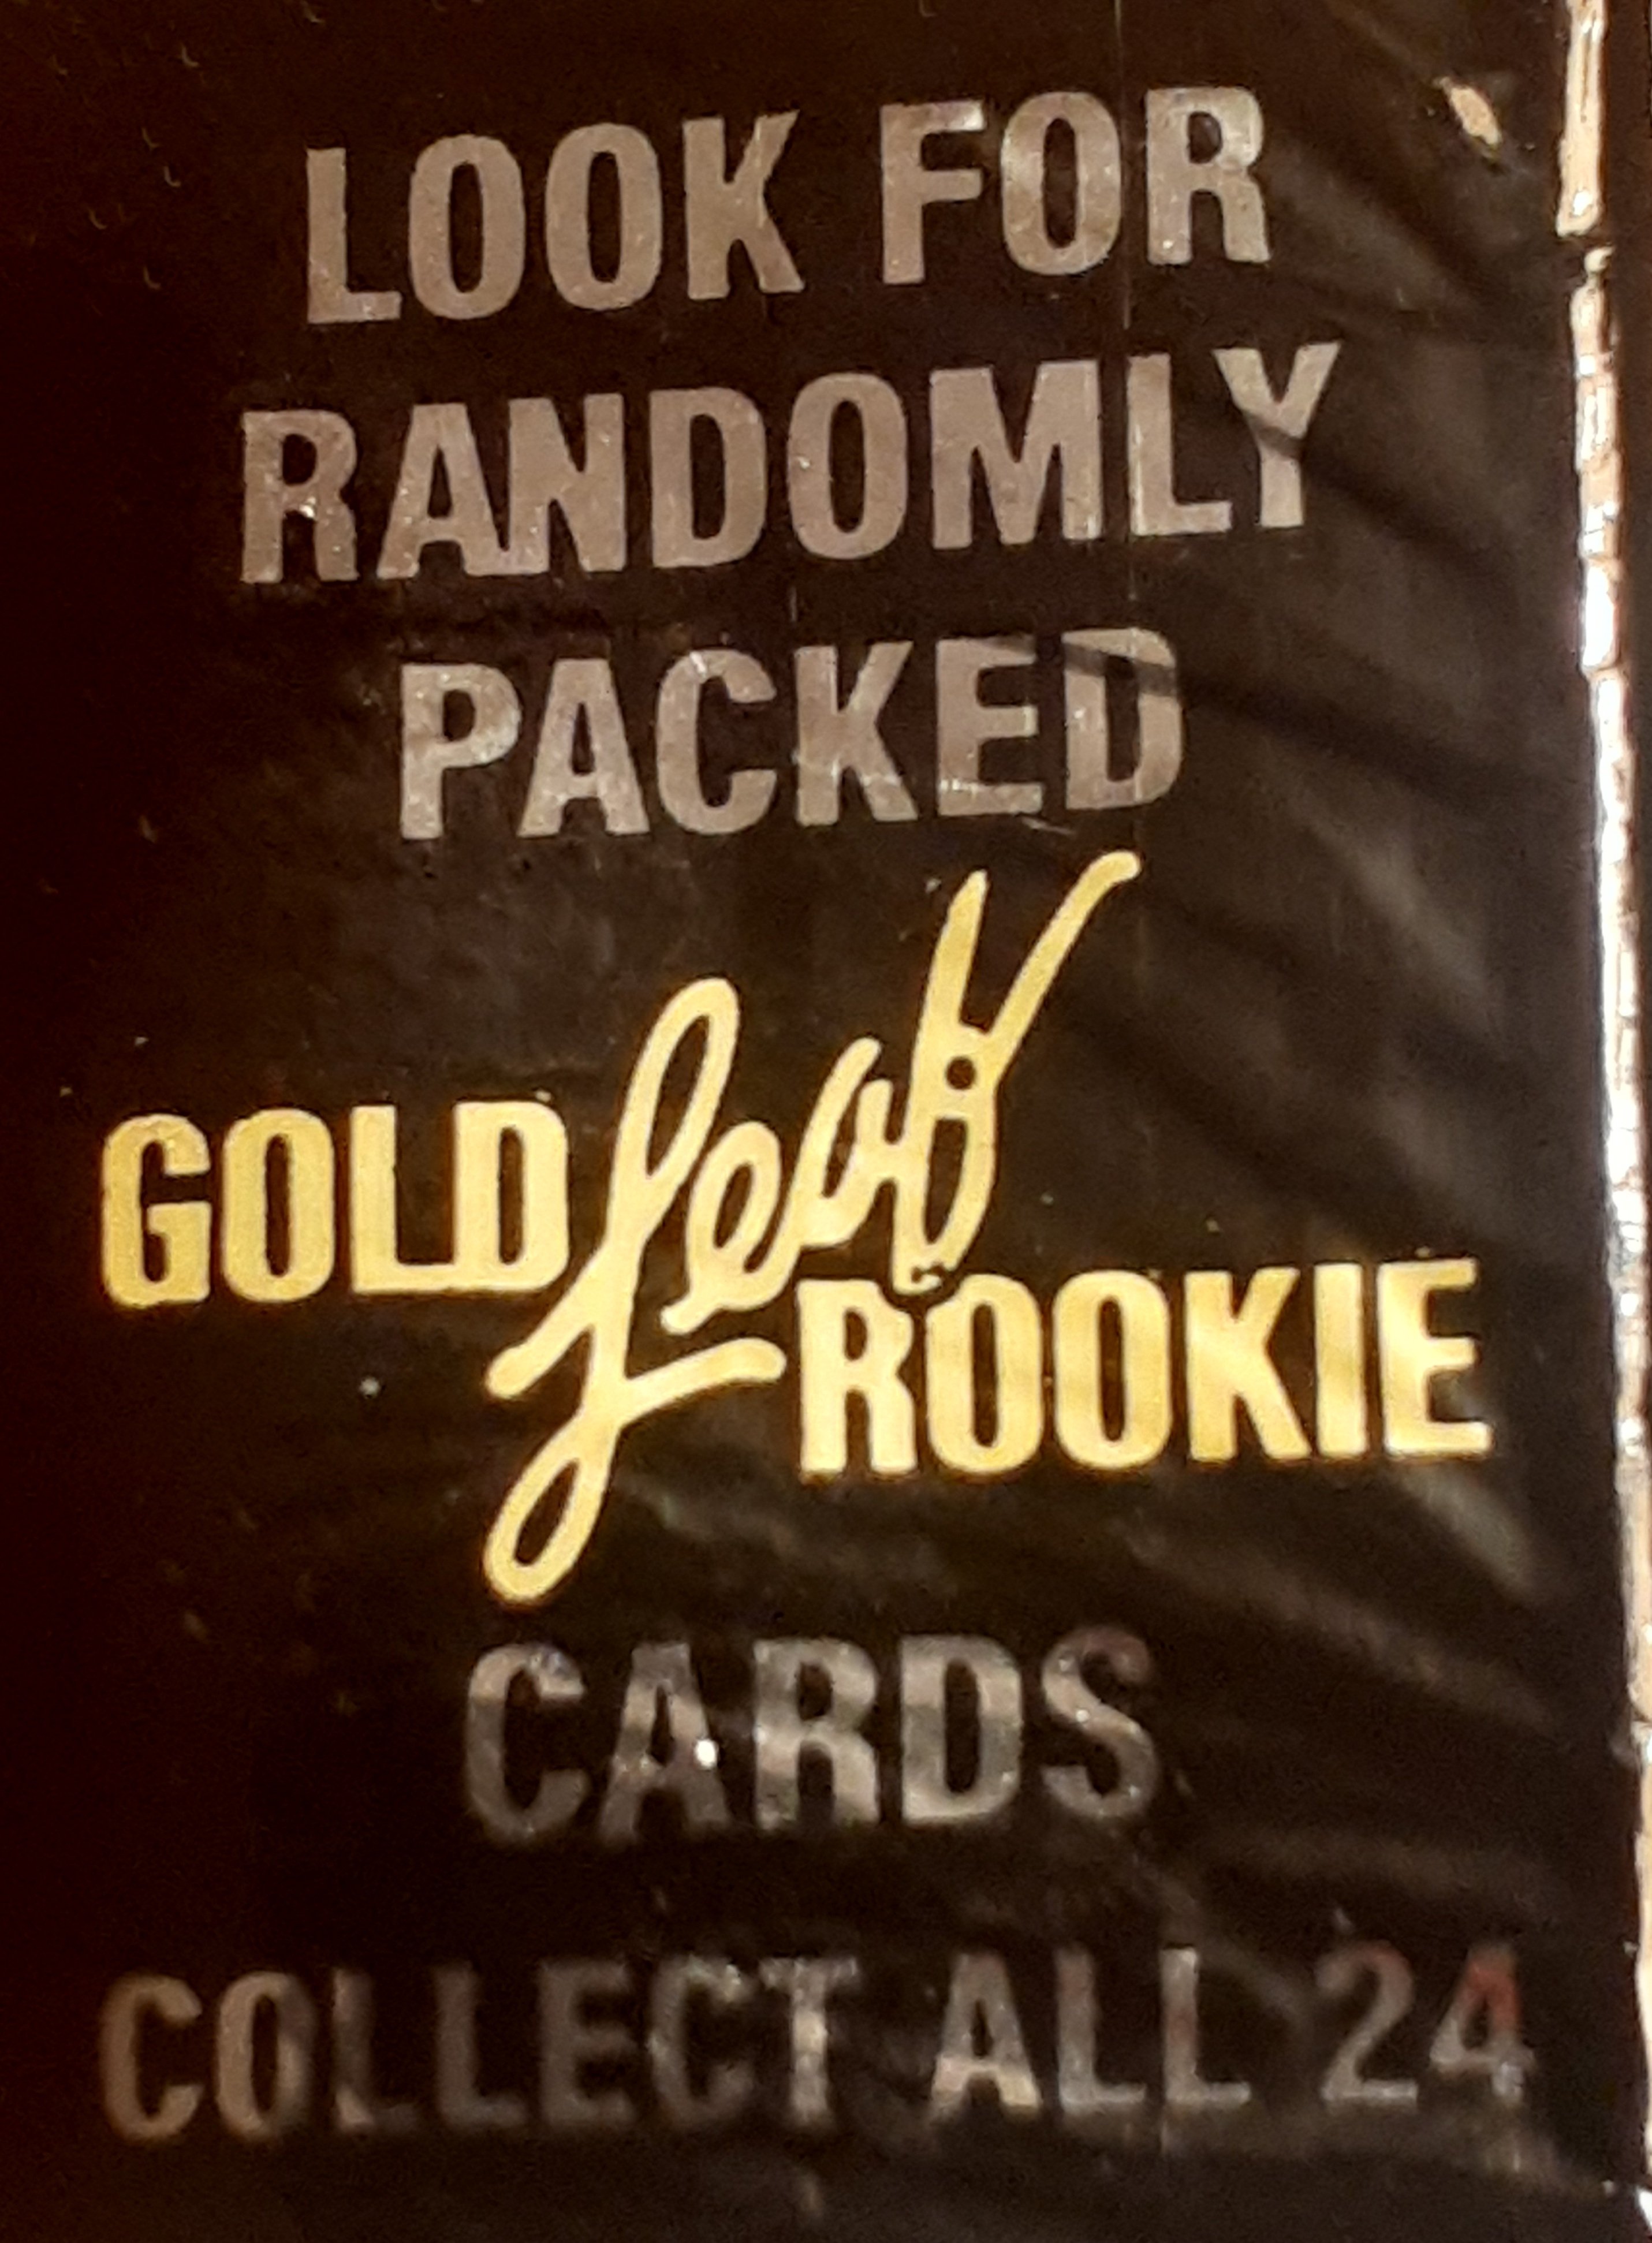 LOOK FOR
RANDOMLY
PACKED
GOLD Leaf ROOKIE
CARDS
COLLECT ALL 24